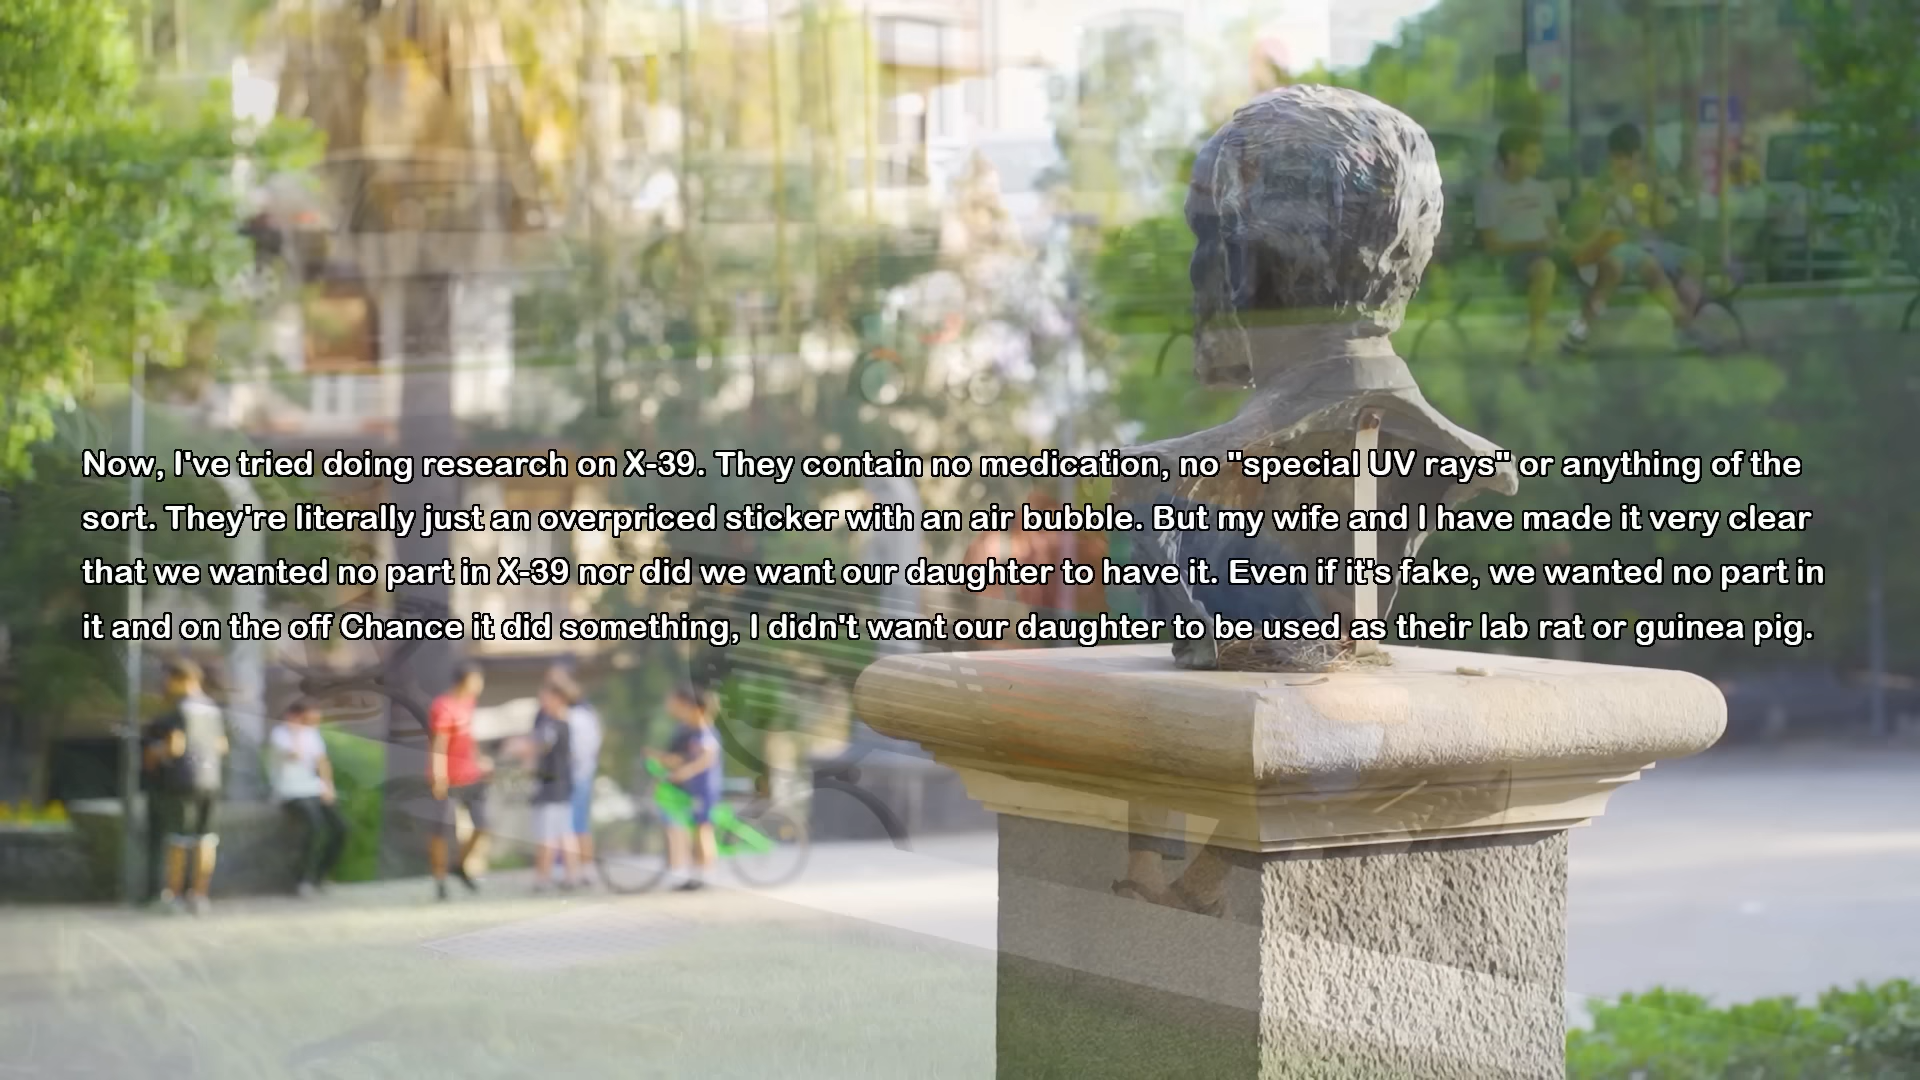 Now, I've tried doing research on X-39. They contain no medication, no "special UV rays" or anything of the
sort. They're literally just an overpriced sticker with an air bubble. But my wife and I have made it very clear
that we wanted no part in X-39 nor did we want our daughter to have it. Even if it's fake, we wanted no part in
it and on the off Chance it did something, I didn't want our daughter to be used as their lab rat or guinea pig.